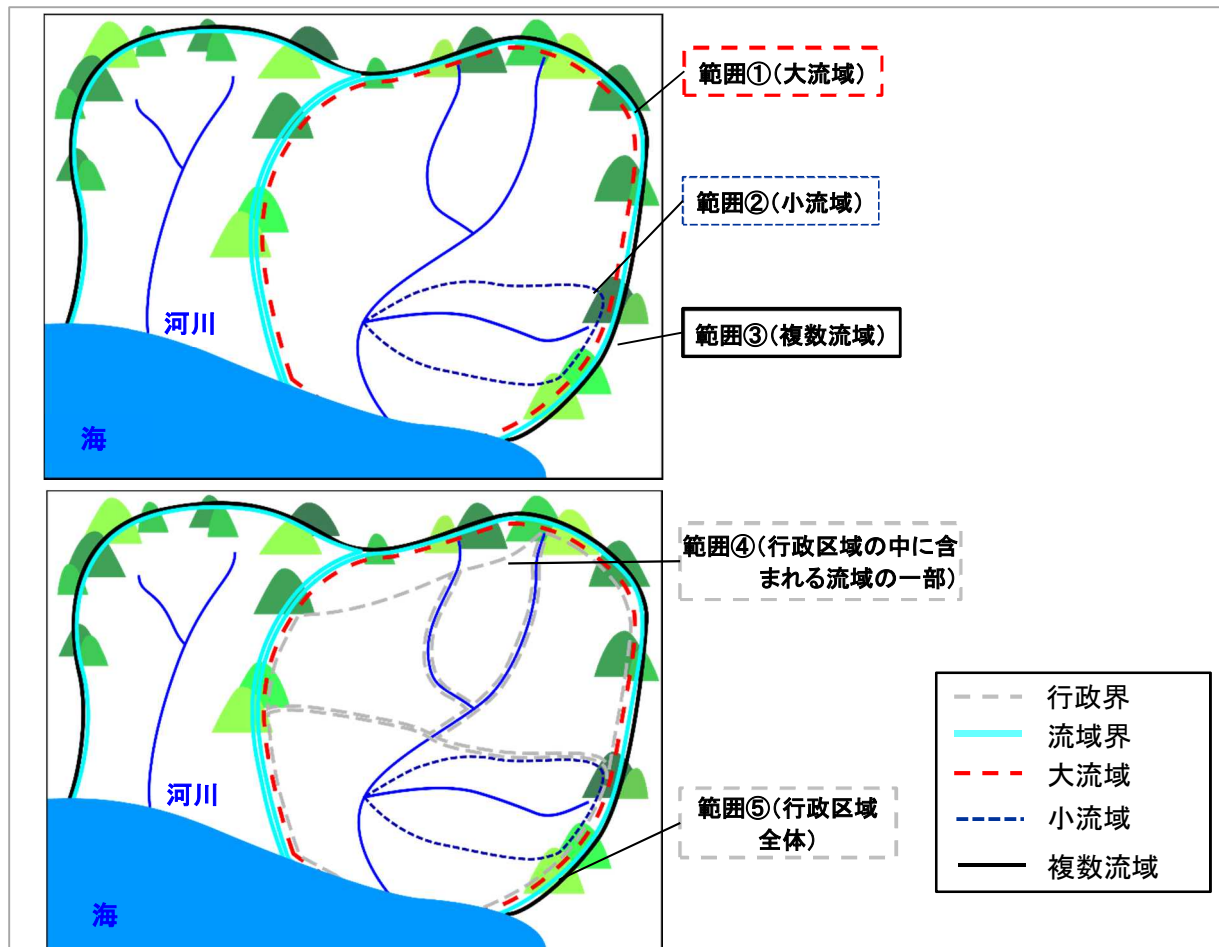 範囲①(大流域)
範囲②(小流域)
範囲③(複数流域)
河川
海
範囲④(行政区域の中に含
まれる流域の一部)
範囲⑤(行政区域
全体)
河川
海
行政界
流域界
大流域
小流域
複数流域